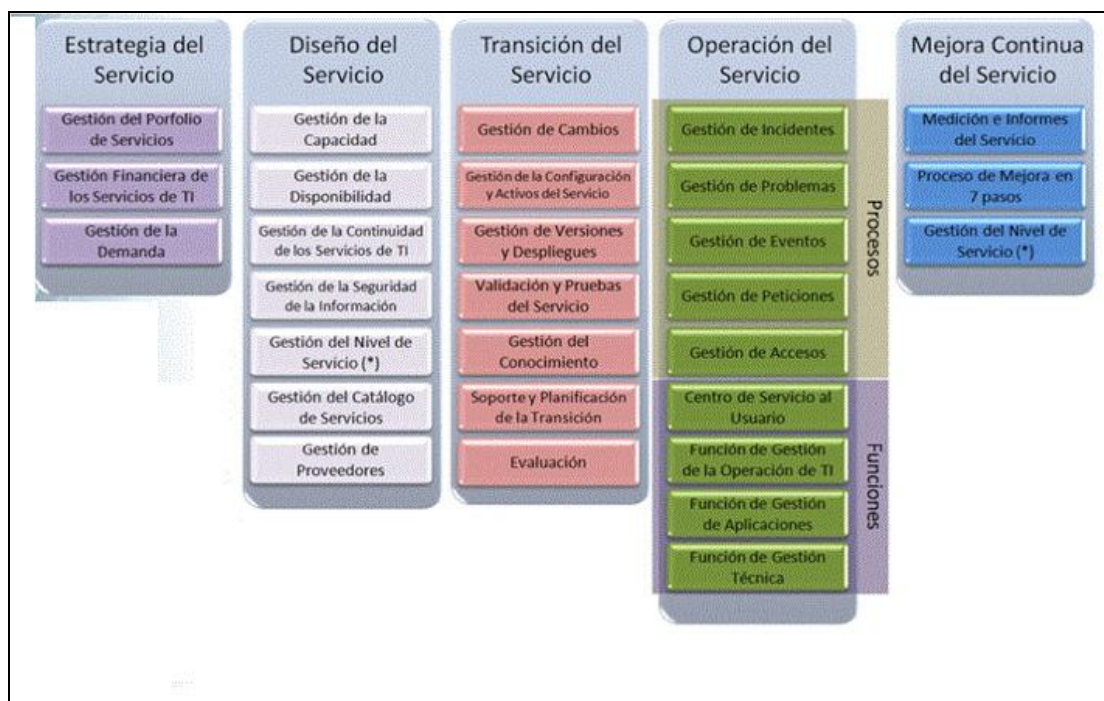 Estrategia del
Servicio
Gestión del Porfolio
de Servicios
Gestión Financiera de
los Servicios de TI
Gestión de la
Demanda
Diseño del
Servicio
Gestión de la
Capacidad
Gestión de la
Disponibilidad
Gestión de la Continuidad
de los Servicios de TI
Gestión de la Seguridad
de la Información
Gestión del Nivel de
Servicio (*)
Gestión del Catálogo
de Servicios
Gestión de
Proveedores
Transición del
Servicio
Gestión de Cambios
Gestión de la Configuración
y Activos del Servicio
Gestión de Versiones
y Despliegues
Validación y Pruebas
del Servicio
Gestión del
Conocimiento
Soporte y Planificación
de la Transición
Evaluación
Operación del
Servicio
Gestión de Incidentes
Gestión de Problemas
Gestión de Eventos
Gestión de Peticiones
Gestión de Accesos
Procesos
Centro de Servicio al
Usuario
Función de Gestión
de la Operación de TI
Función de Gestión
de Aplicaciones
Función de Gestión
Técnica
Funciones
Mejora Continua
del Servicio
Medición e Informes
del Servicio
Proceso de Mejora en
7 pasos
Gestión del Nivel de
Servicio (*)